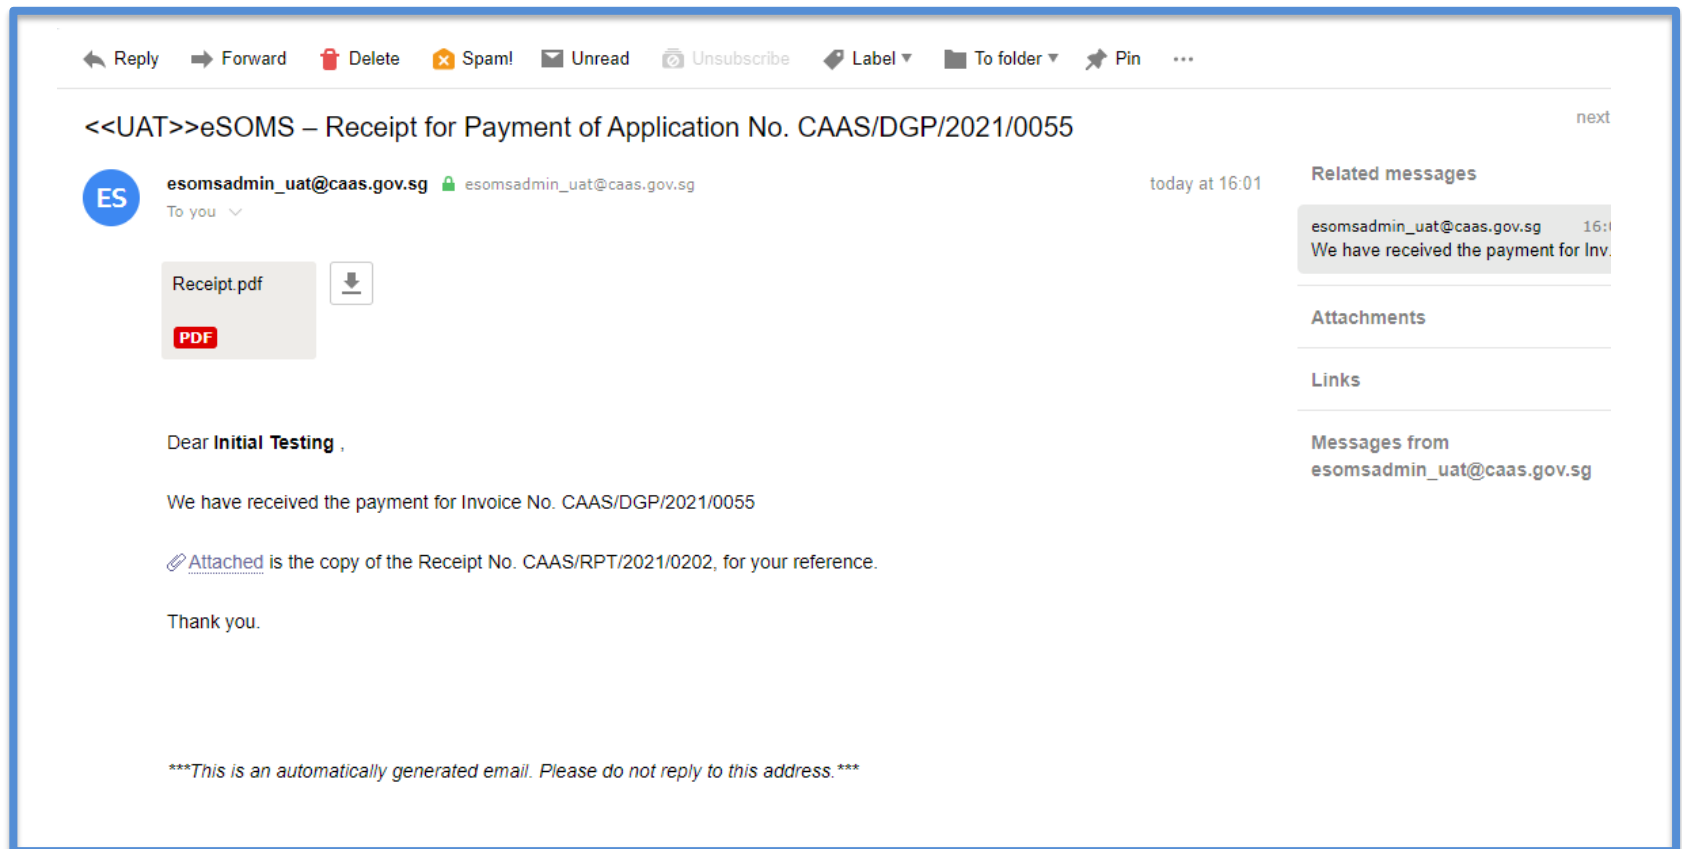 Reply Forward Delete Spam! Unread Unsubscribe Label To folder Pin
<<UAT>>eSOMS – Receipt for Payment of Application No. CAAS/DGP/2021/0055
next
ES
esomsadmin_uat@caas.gov.sg esomsadmin_uat@caas.gov.sg
today at 16:01
To you
Receipt.pdf
PDF
Dear Initial Testing ,
We have received the payment for Invoice No. CAAS/DGP/2021/0055
Attached is the copy of the Receipt No. CAAS/RPT/2021/0202, for your reference.
Thank you.
***This is an automatically generated email. Please do not reply to this address.***
Related messages
esomsadmin_uat@caas.gov.sg
We have received the payment for Inv.
Attachments
Links
Messages from
esomsadmin_uat@caas.gov.sg